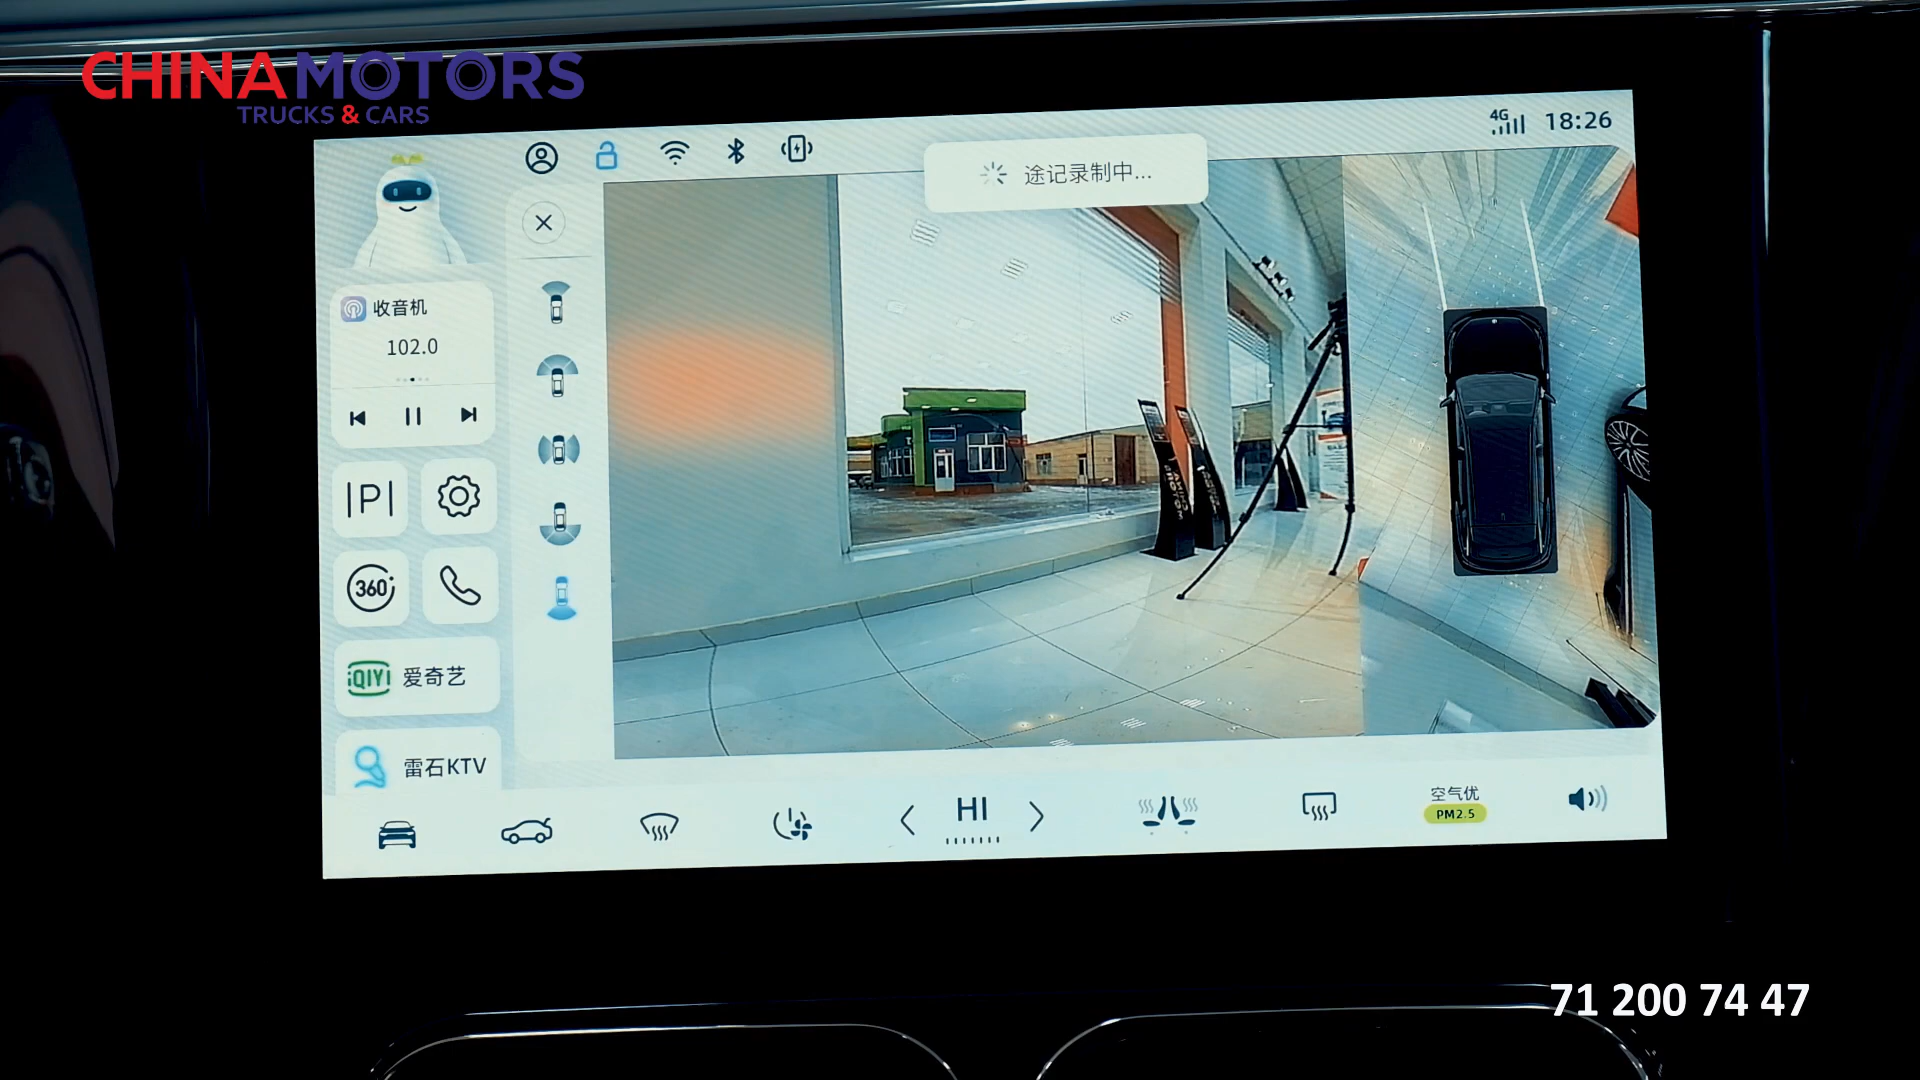 CHINAMOTORS
TRUCKS & CARS
4G
18:26
途记录制中...
收音机
102.0
|P|
360°
iQIYI 爱奇艺
雷石KTV
HI
空气优
PM2.5
71 200 74 47